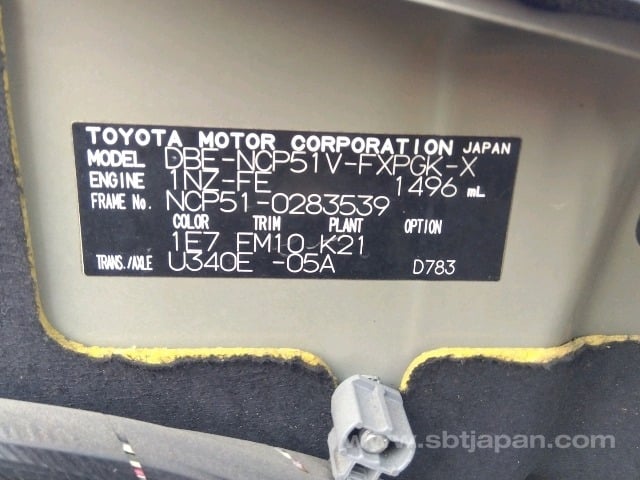 TOYOTA MOTOR CORPORATION JAPAN
MODEL DBE-NCP51V-FXPGK-X
ENGINE 1NZ-FE 1496 mL
FRAME No. NCP51-0283539
COLOR TRIM PLANT OPTION
1E7 FM10 K21
TRANS./AXLE U340E -05A D783
www.sbtjapan.com